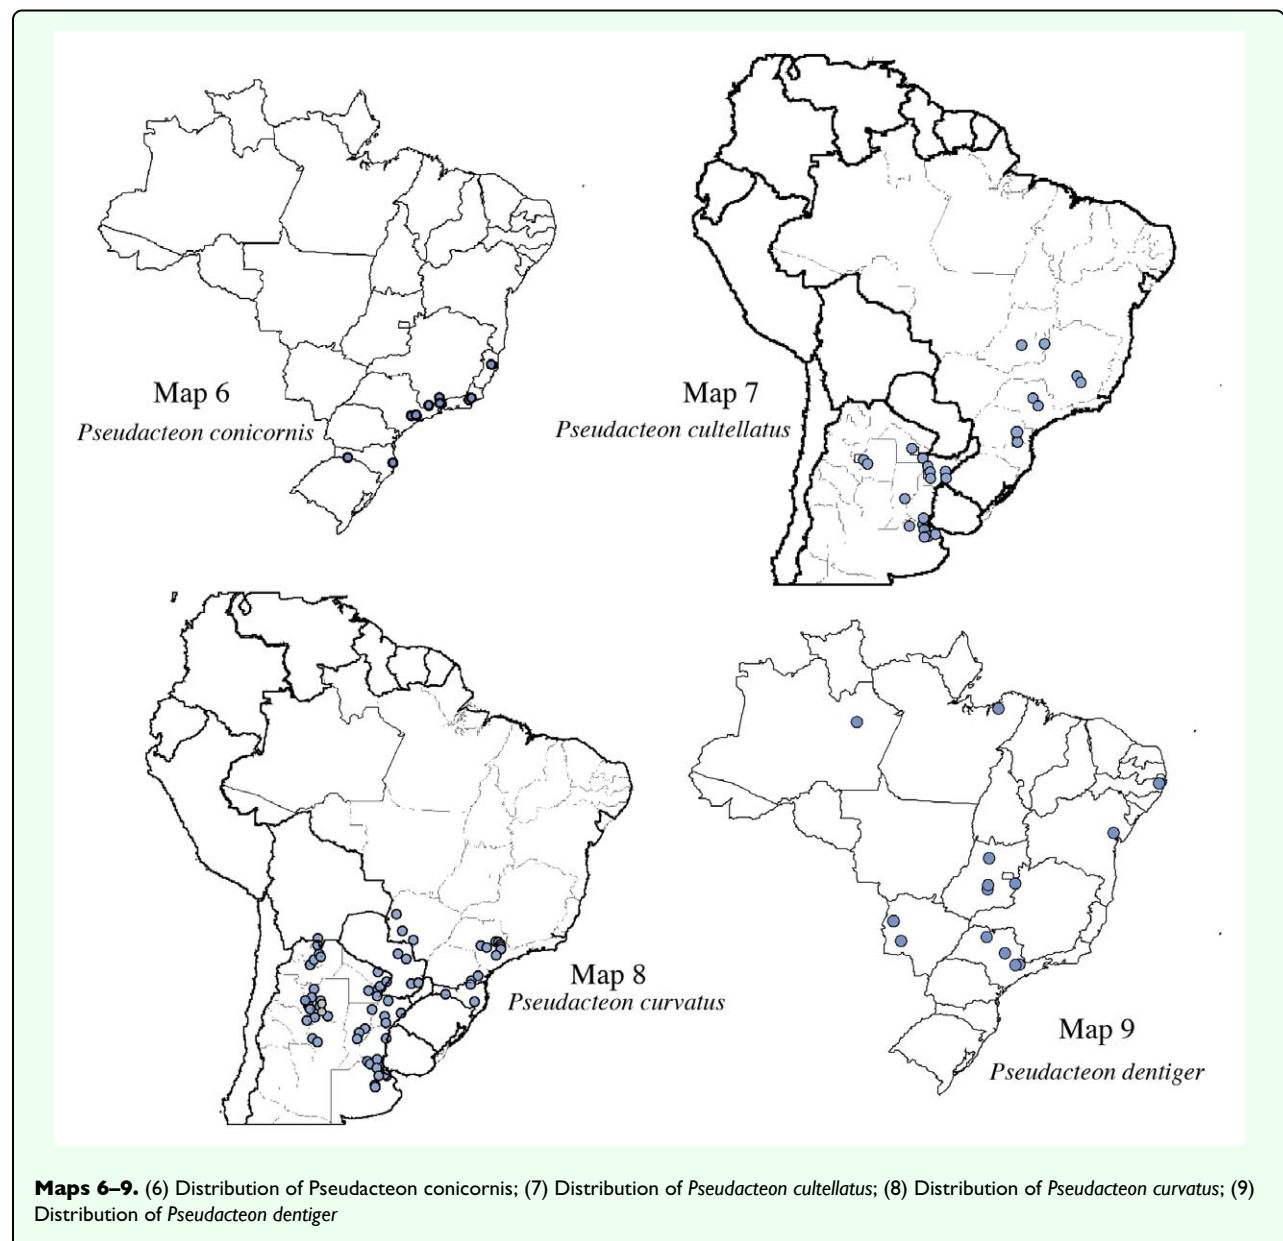 Map 6
Pseudacteon conicornis
Map 7
Pseudacteon cultellatus
Map 8
Pseudacteon curvatus
Map 9
Pseudacteon dentiger
Maps 6–9. (6) Distribution of Pseudacteon conicornis; (7) Distribution of Pseudacteon cultellatus; (8) Distribution of Pseudacteon curvatus; (9)
Distribution of Pseudacteon dentiger